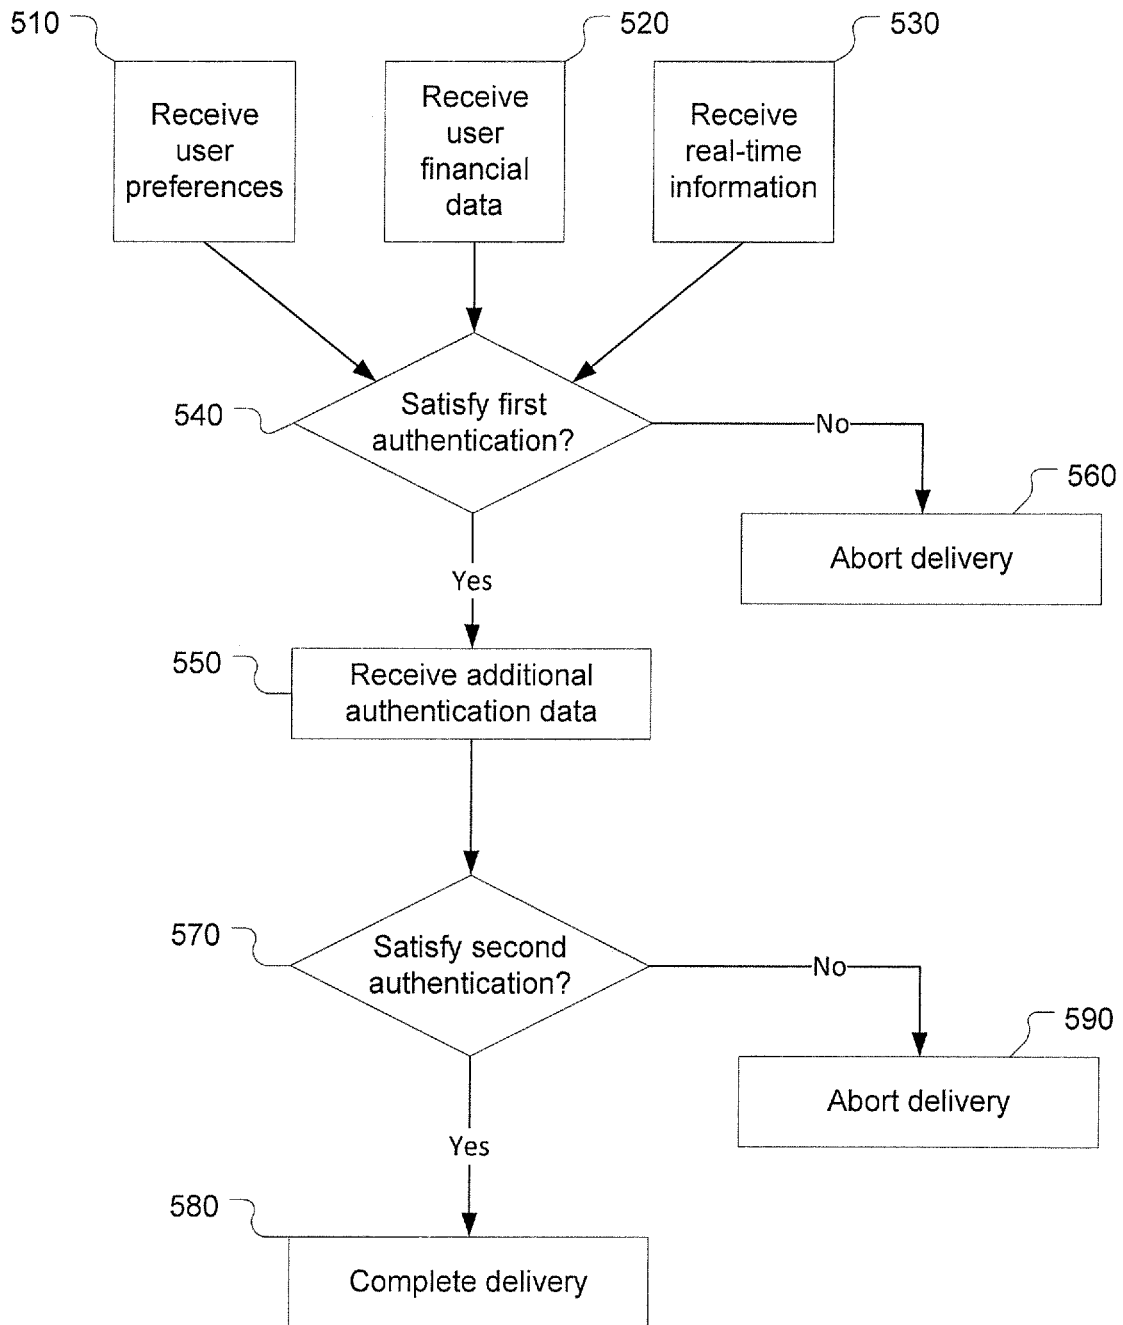 510
520
530
Receive
user
preferences
Receive
user
financial
data
Receive
real-time
information
540
Satisfy first
authentication?
No
560
Abort delivery
Yes
550
Receive additional
authentication data
570
Satisfy second
authentication?
No
590
Abort delivery
Yes
580
Complete delivery